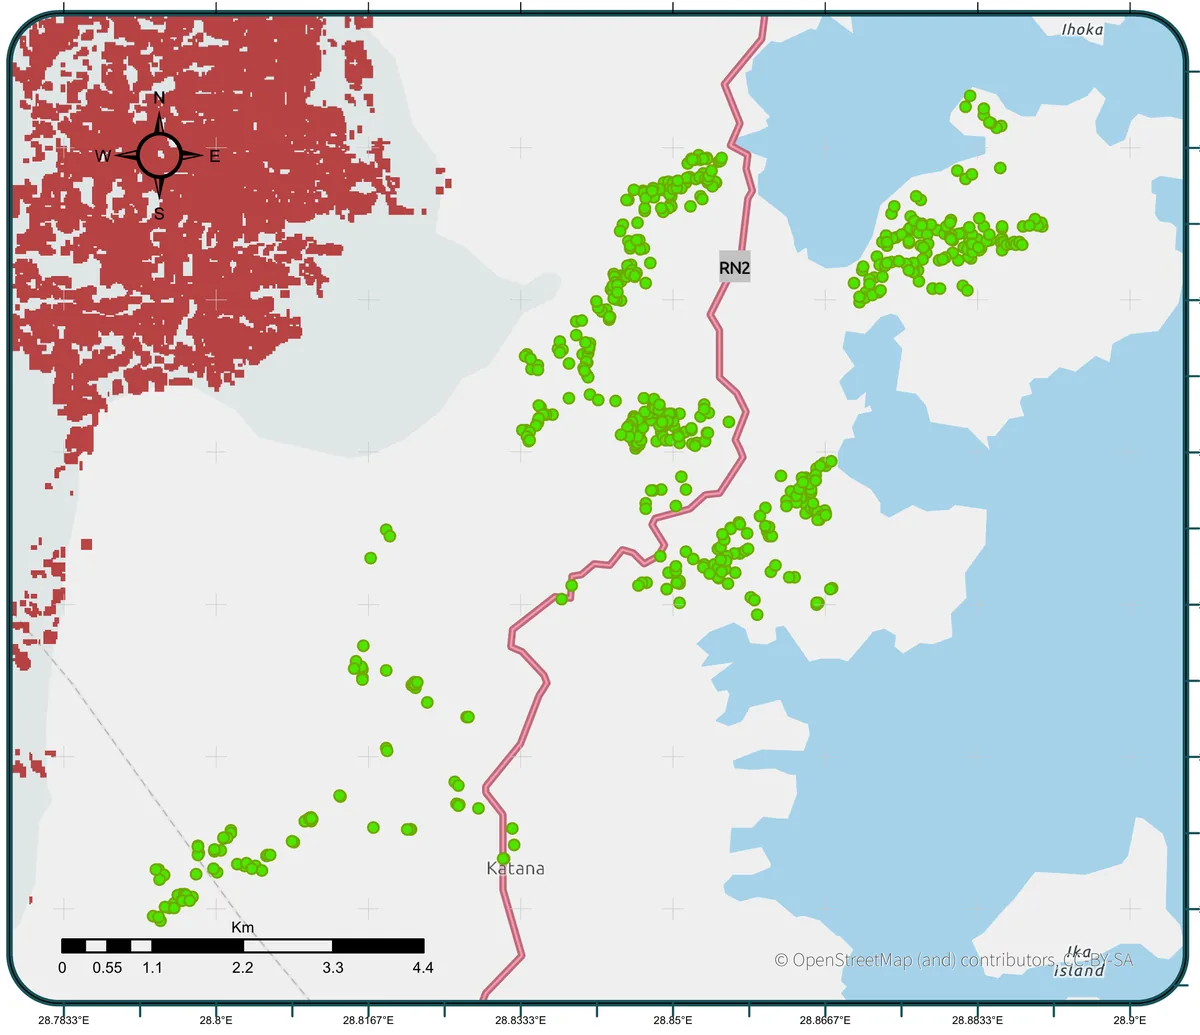 Ihoka
N
W E
S
RN2
Katana
Km
0 0.55 1.1 2.2 3.3 4.4
© OpenStreetMap (and) contributors, CC-BY-SA
Ika
island
28.7833°E 28.8°E 28.8167°E 28.8333°E 28.85°E 28.8667°E 28.8833°E 28.9°E